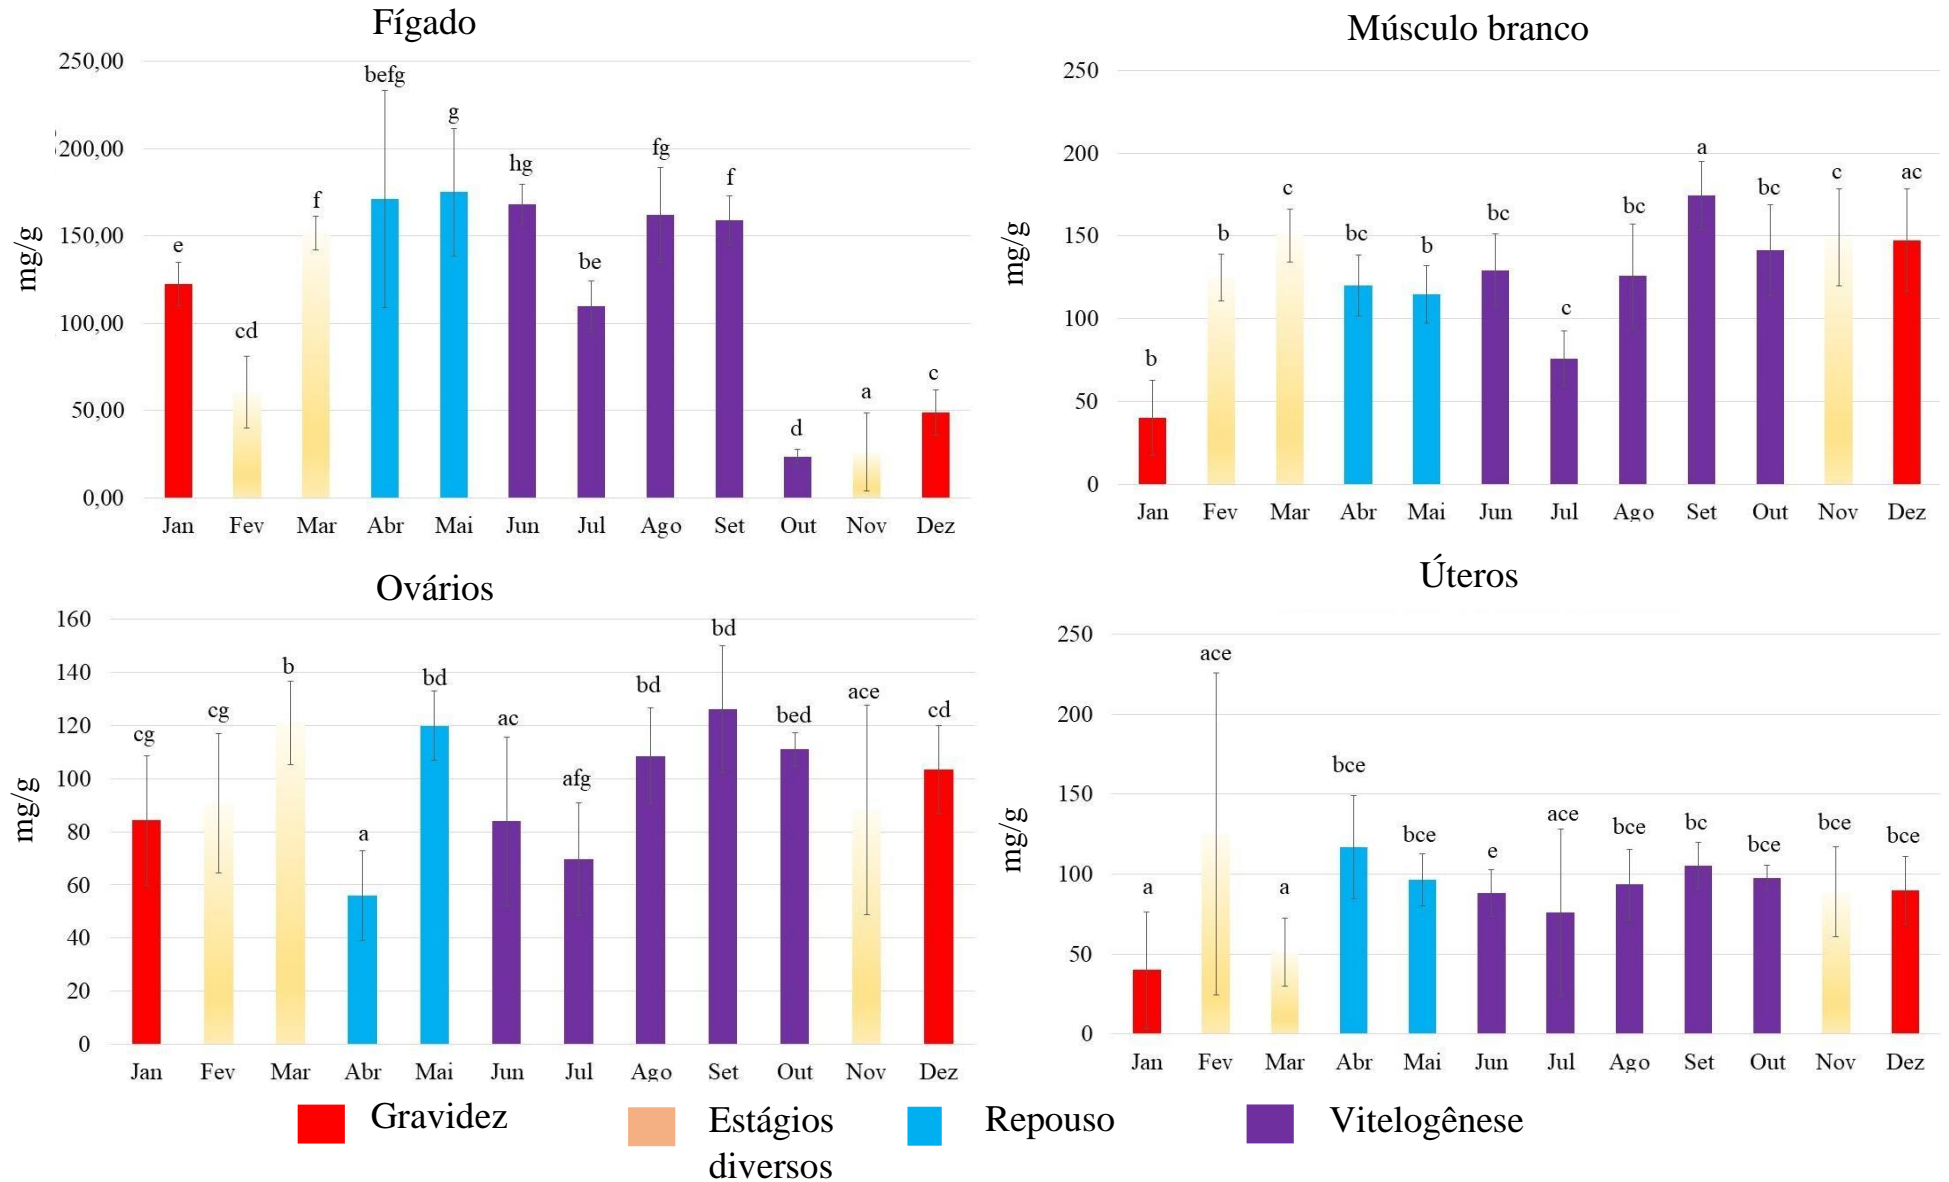 Fígado
250,00
200,00
150,00
100,00
50,00
0,00
mg/g
e
cd
f
befg
g
hg
be
fg
f
d
a
c
Jan Fev Mar Abr Mai Jun Jul Ago Set Out Nov Dez
Músculo branco
250
200
150
100
50
0
mg/g
b
b
c
bc
b
bc
c
bc
a
bc
c
ac
Jan Fev Mar Abr Mai Jun Jul Ago Set Out Nov Dez
Ovários
160
140
120
100
80
60
40
20
0
mg/g
cg
cg
b
a
bd
ac
afg
bd
bd
bed
ace
cd
Jan Fev Mar Abr Mai Jun Jul Ago Set Out Nov Dez
Úteros
250
200
150
100
50
0
mg/g
a
ace
a
bce
bce
e
ace
bce
bc
bce
bce
bce
Jan Fev Mar Abr Mai Jun Jul Ago Set Out Nov Dez
Gravidez
Estágios
diversos
Repouso
Vitelogênese